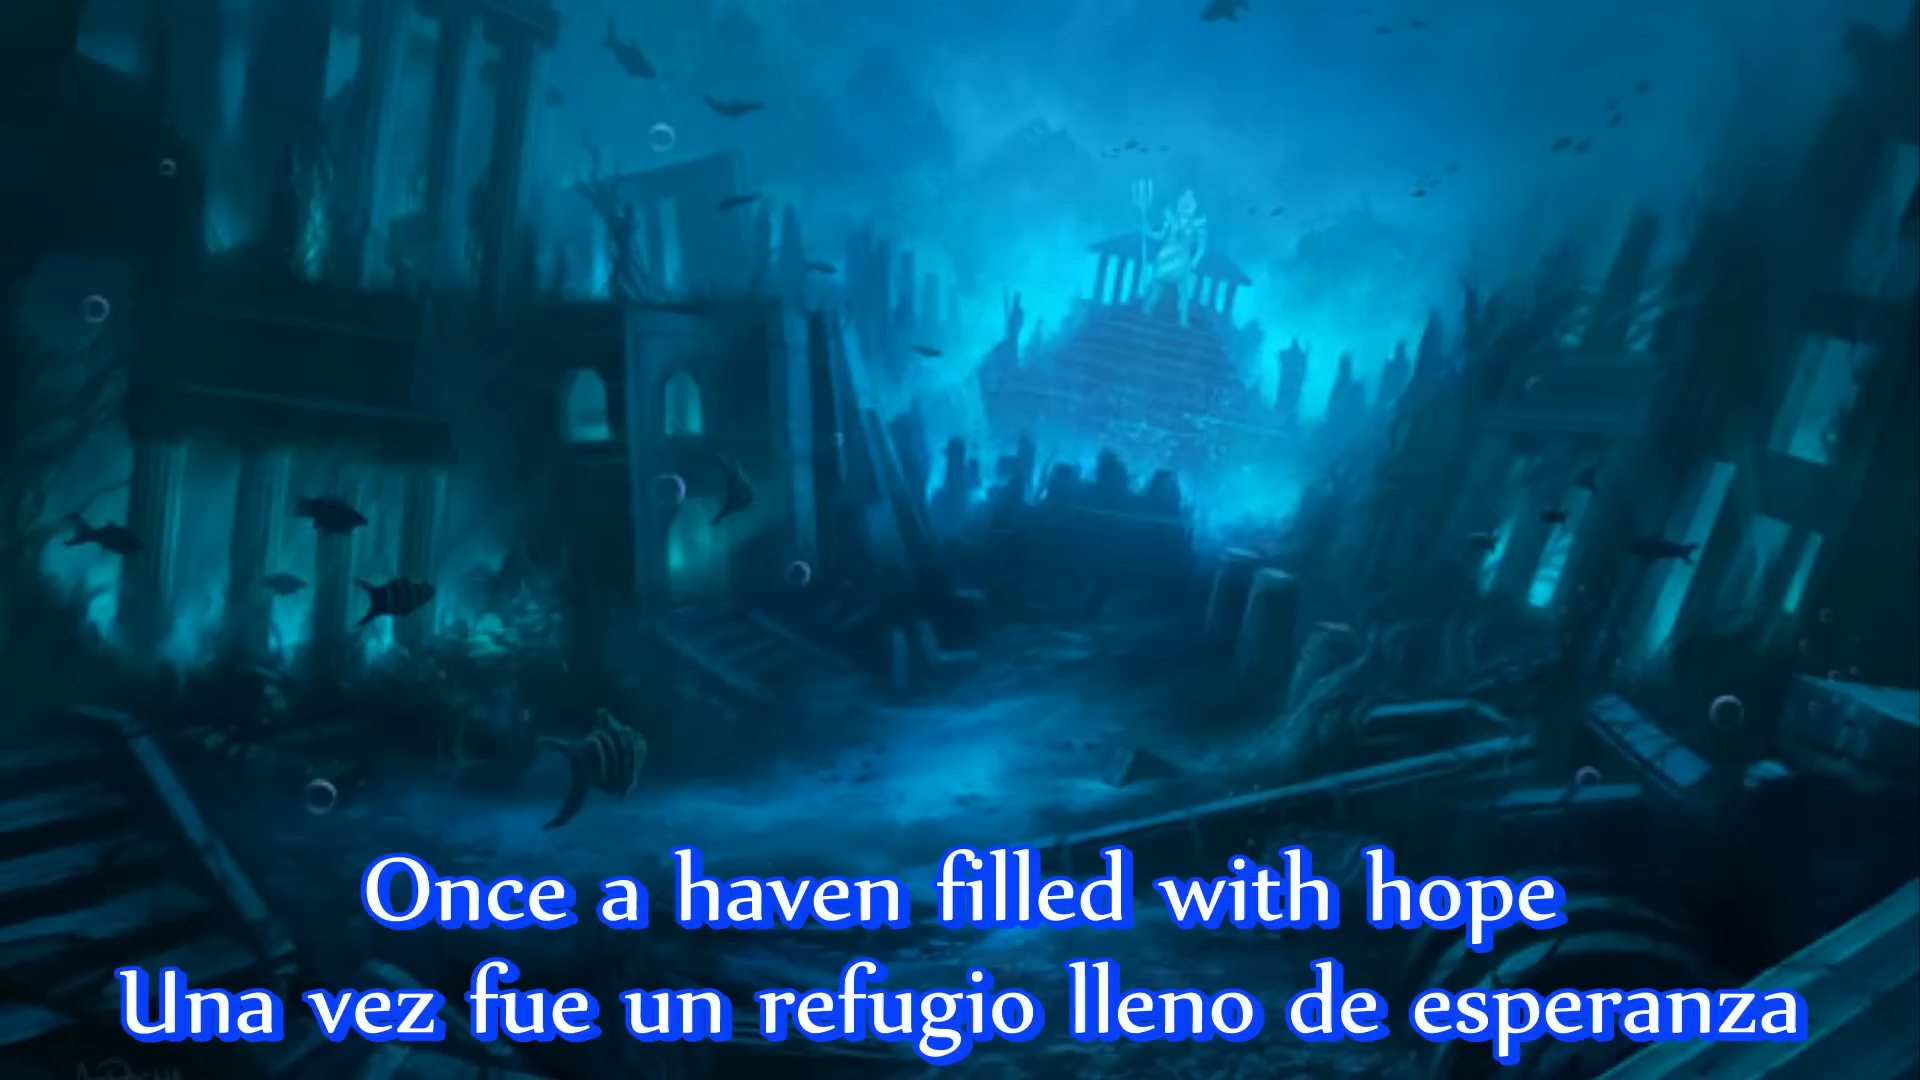 Once a haven filled with hope
Una vez fue un refugio lleno de esperanza